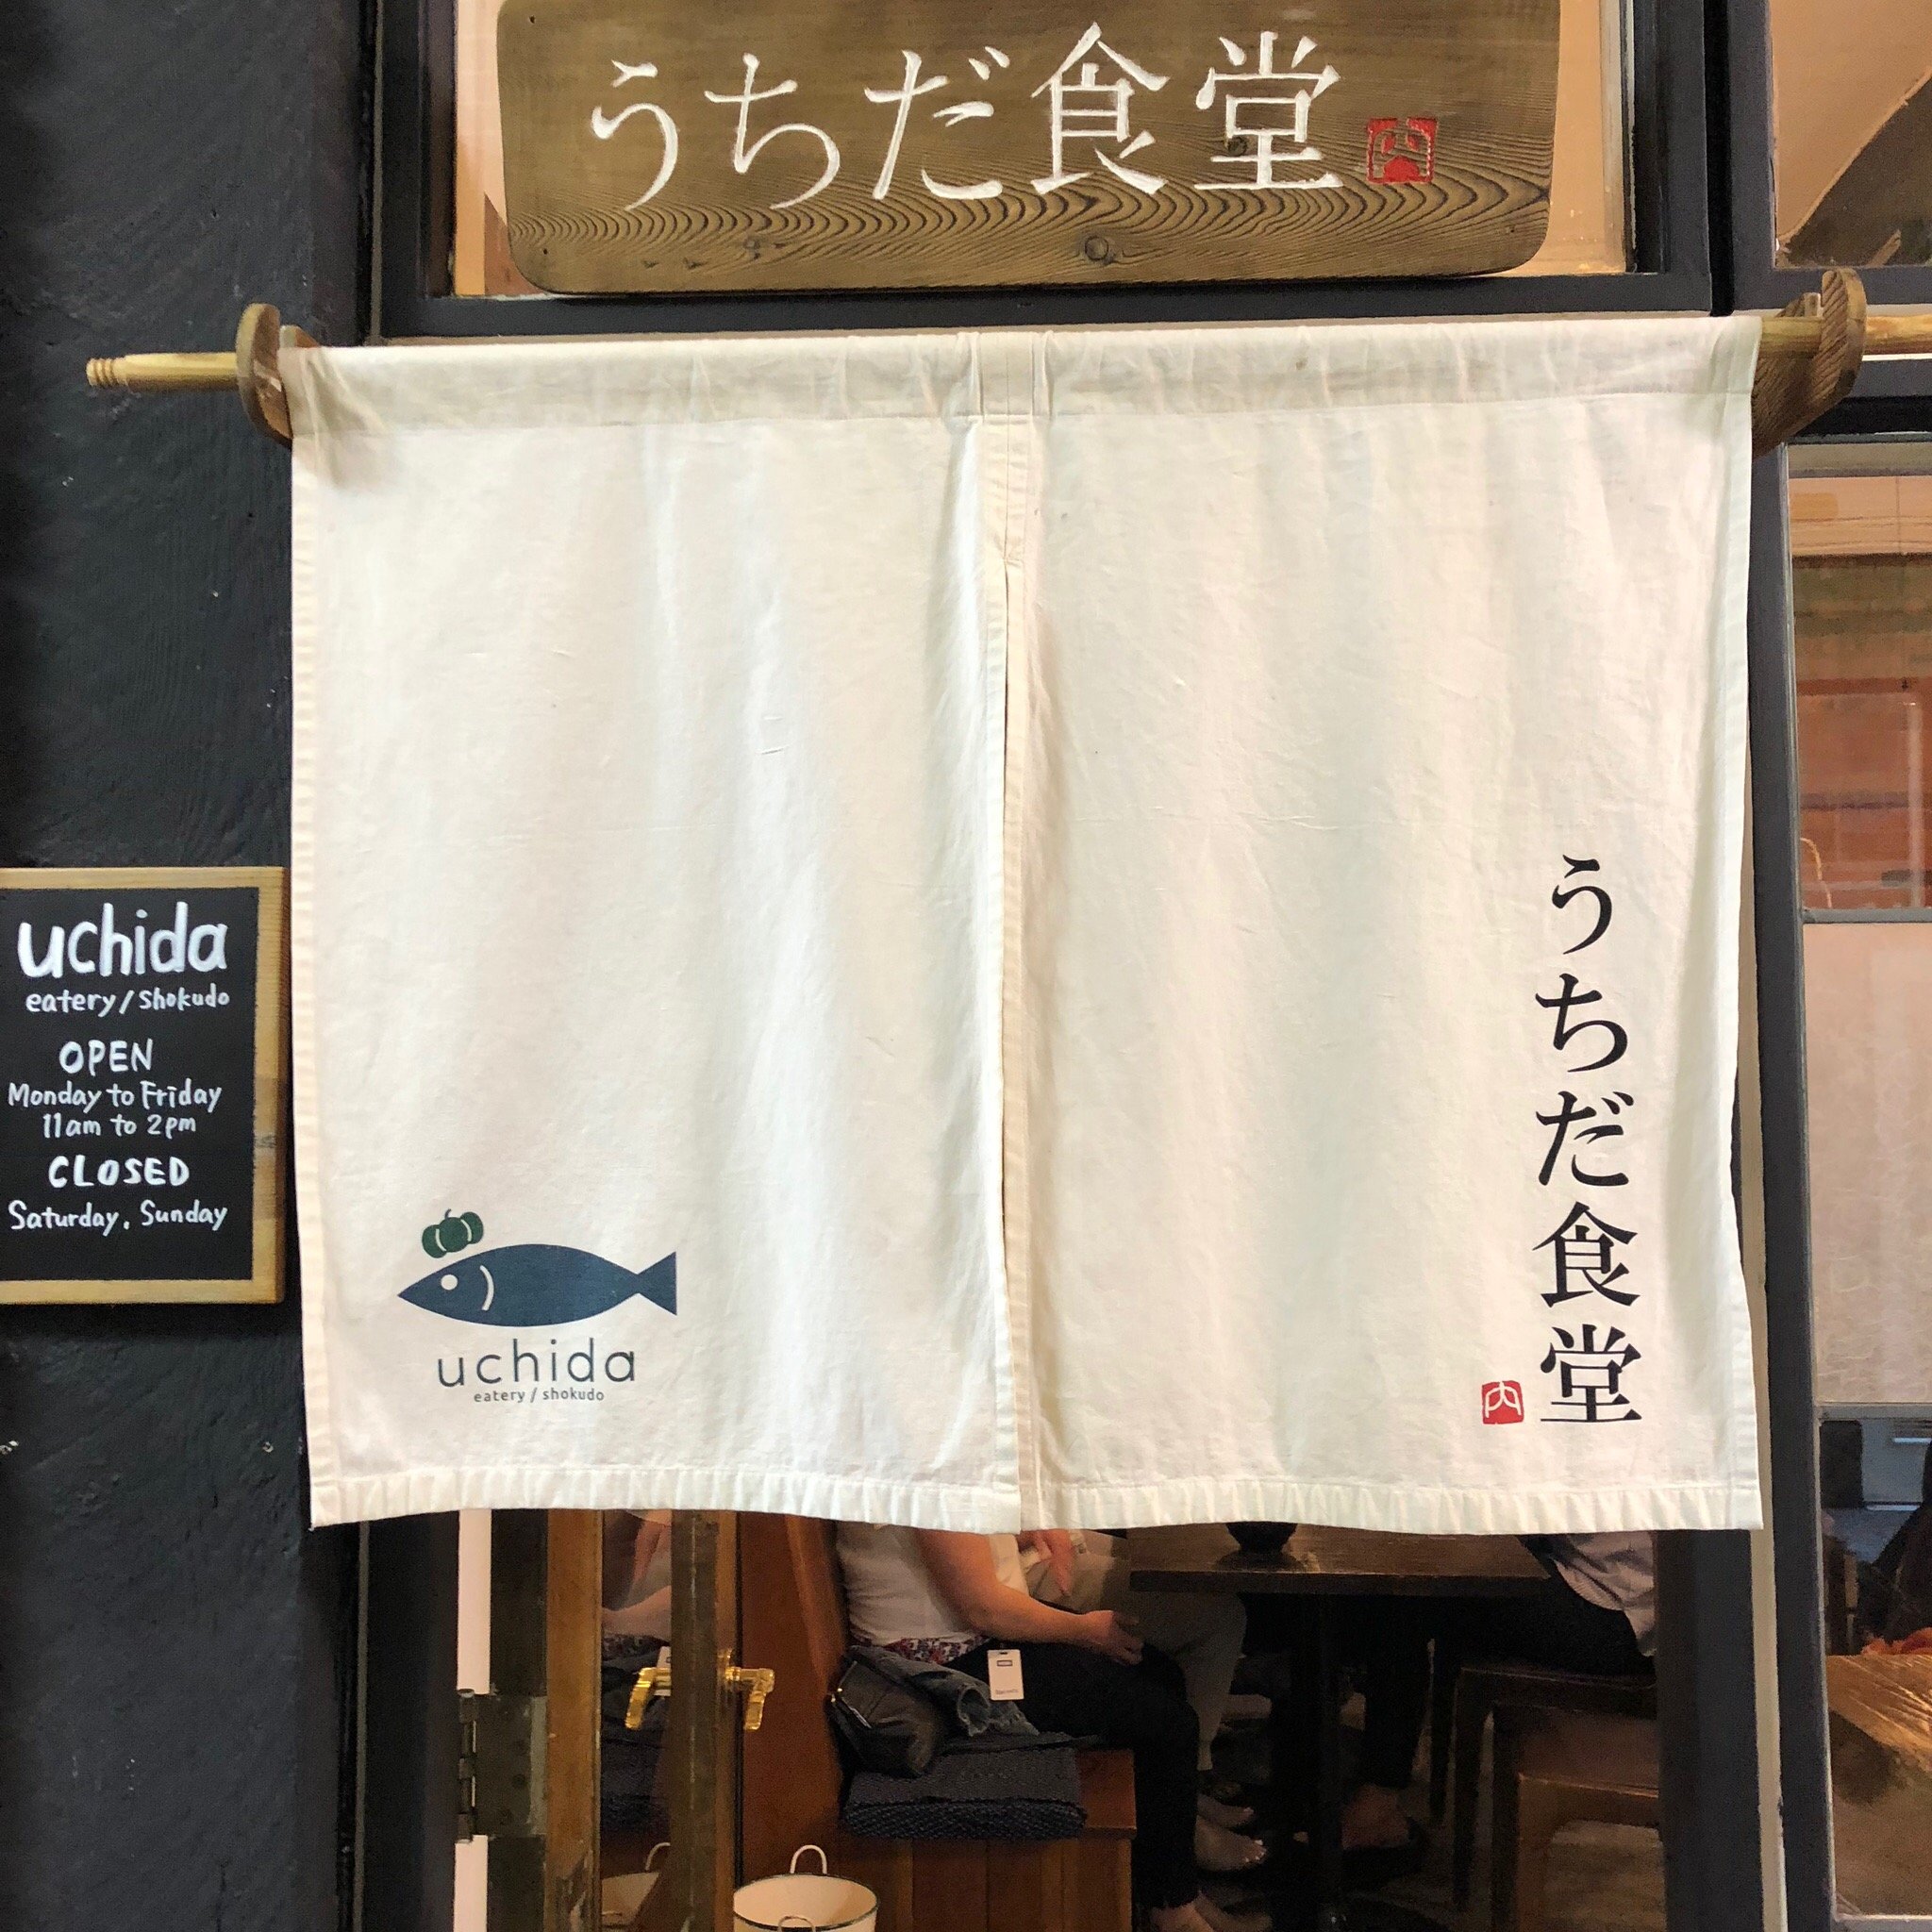 うちだ食堂
内
uchida
eatery/shokudo
OPEN
Monday to Friday
11am to 2pm
CLOSED
Saturday, Sunday
uchida
eatery / shokudo
うちだ食堂
内